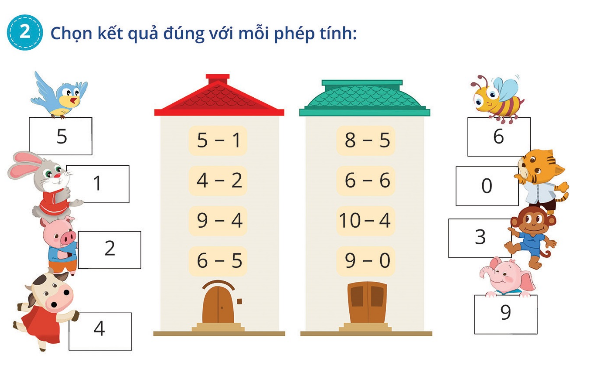 2 Chọn kết quả đúng với mỗi phép tính:
5
1
2
4
5 – 1
4 – 2
9 – 4
6 – 5
8 – 5
6 – 6
10 – 4
9 – 0
6
0
3
9